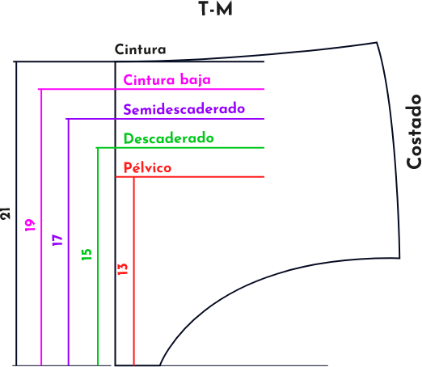 T-M
Cintura
Cintura baja
Semidescaderado
Descaderado
Pélvico
Costado
21
19
17
15
13